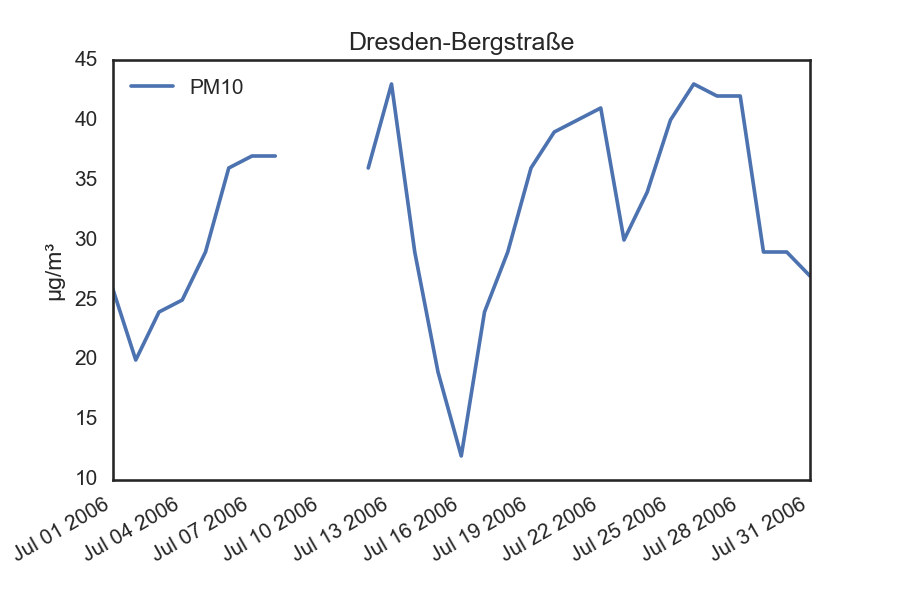 Dresden-Bergstraße
45
40
35
30
25
20
15
10
µg/m³
PM10
Jul 01 2006
Jul 04 2006
Jul 07 2006
Jul 10 2006
Jul 13 2006
Jul 16 2006
Jul 19 2006
Jul 22 2006
Jul 25 2006
Jul 28 2006
Jul 31 2006